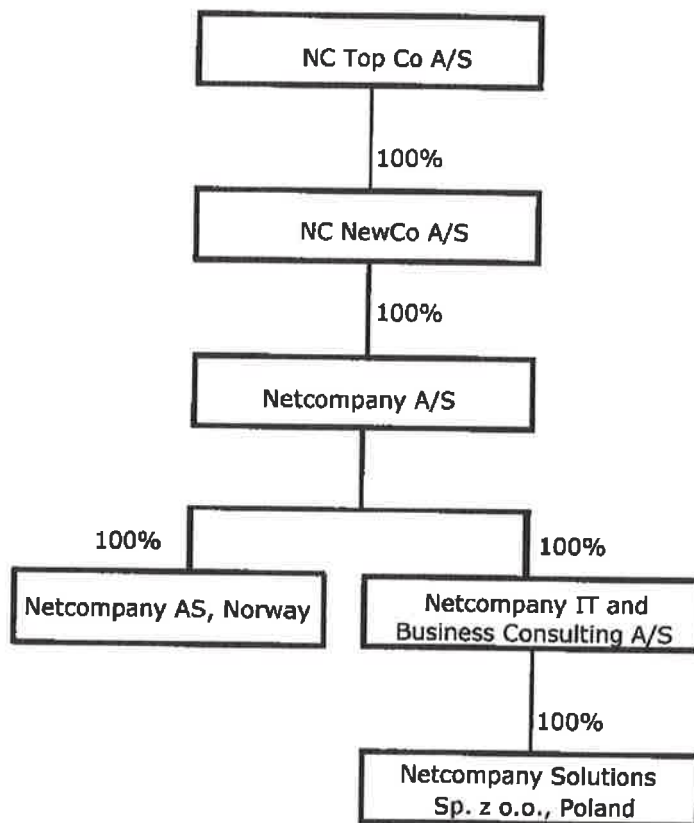 NC Top Co A/S
100%
NC NewCo A/S
100%
Netcompany A/S
100%
100%
Netcompany AS, Norway
Netcompany IT and
Business Consulting A/S
100%
Netcompany Solutions
Sp. z o.o., Poland